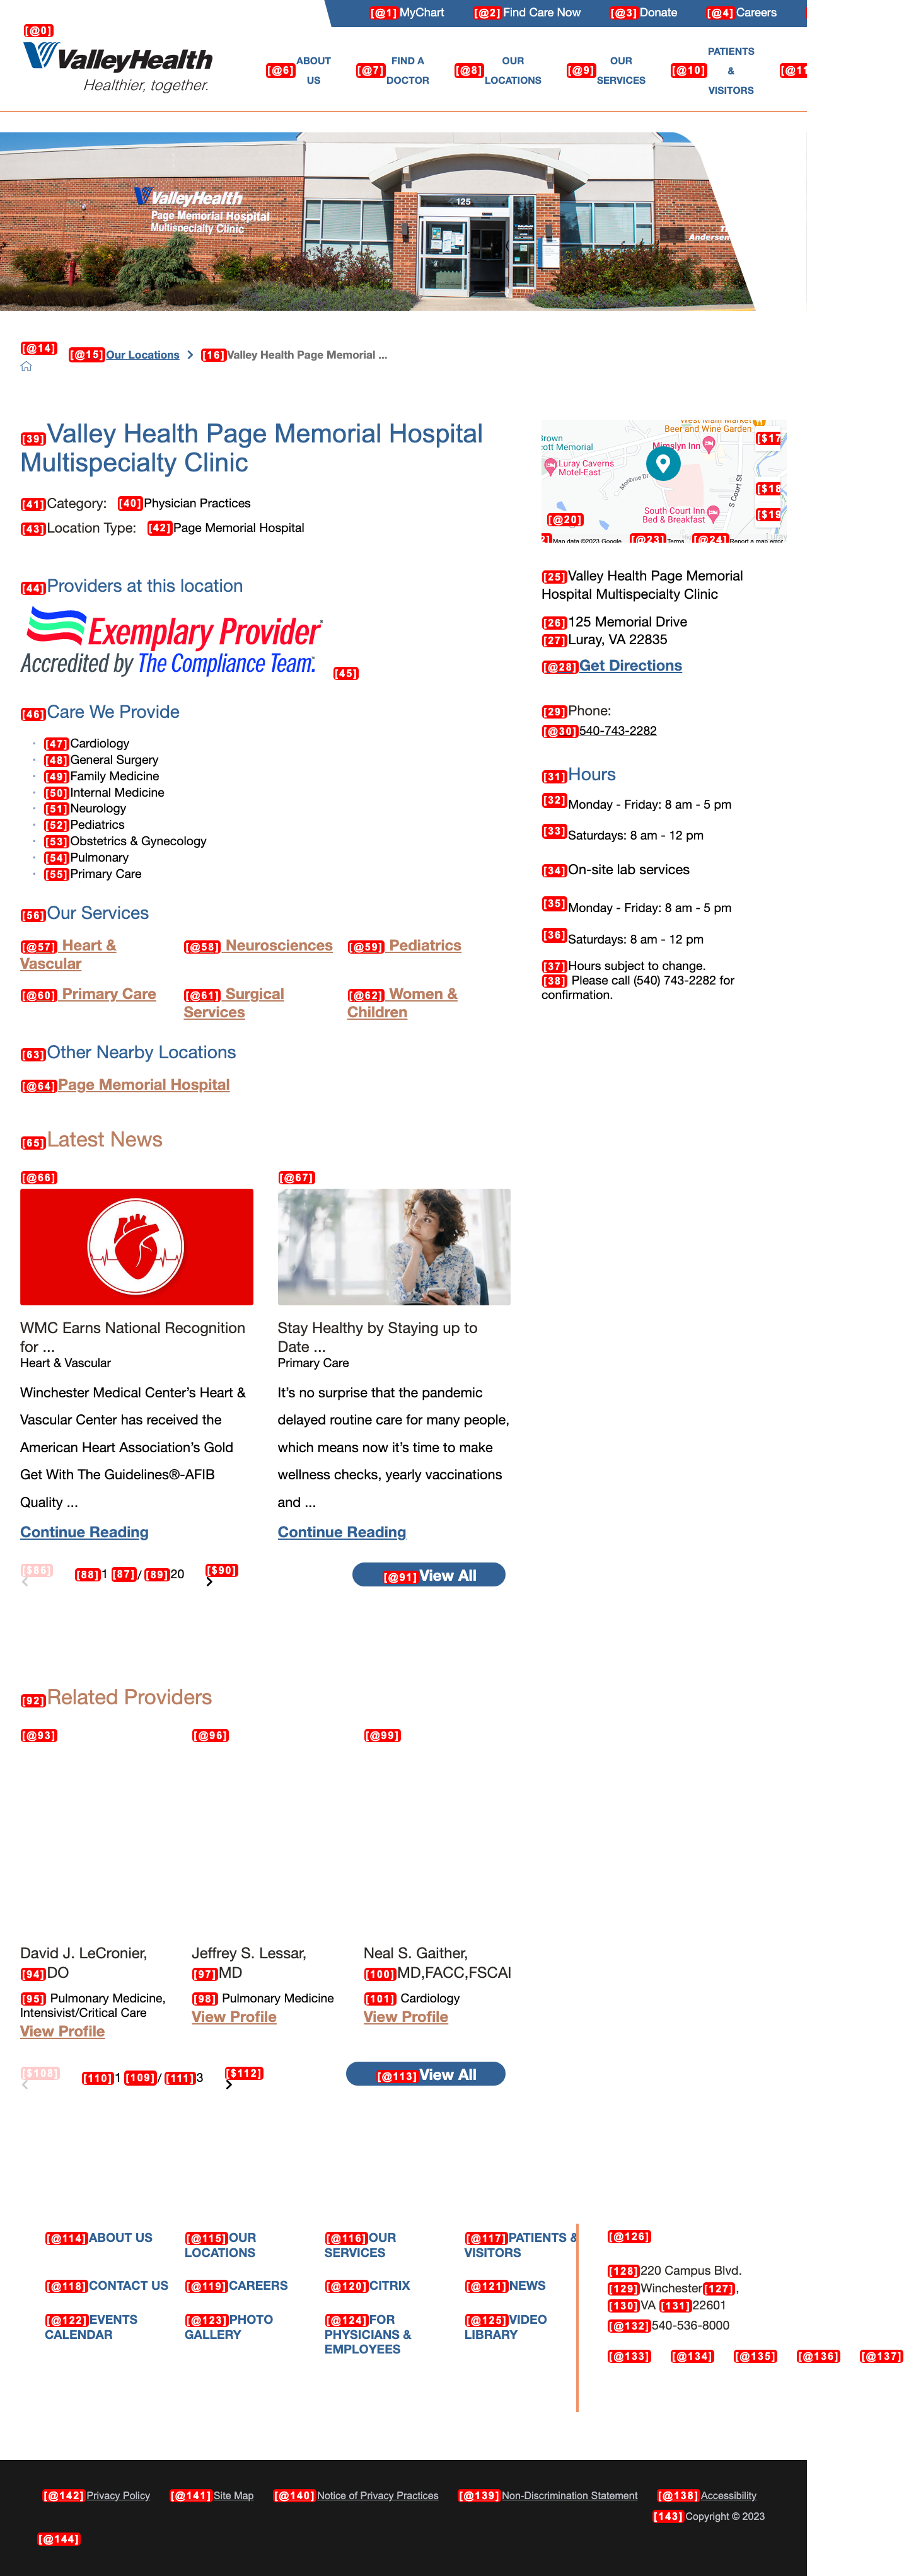 [@1] MyChart [@2] Find Care Now [@3] Donate [@4] Careers
[@0]
ValleyHealth
Healthier, together.
[@6] ABOUT US
[@7] FIND A DOCTOR
[@8] OUR LOCATIONS
[@9] OUR SERVICES
[@10] PATIENTS & VISITORS
ValleyHealth
Page Memorial Hospital
Multispecialty Clinic
125
[@14] [@15] Our Locations > [16] Valley Health Page Memorial ...
[39] Valley Health Page Memorial Hospital
Multispecialty Clinic
[41] Category: [40] Physician Practices
[43] Location Type: [42] Page Memorial Hospital
[44] Providers at this location
Exemplary Provider
Accredited by The Compliance Team.
[45]
[46] Care We Provide
[47] Cardiology
[48] General Surgery
[49] Family Medicine
[50] Internal Medicine
[51] Neurology
[52] Pediatrics
[53] Obstetrics & Gynecology
[54] Pulmonary
[55] Primary Care
[56] Our Services
[@57] Heart & Vascular
[@58] Neurosciences
[@59] Pediatrics
[@60] Primary Care
[@61] Surgical Services
[@62] Women & Children
[63] Other Nearby Locations
[@64] Page Memorial Hospital
West Main Market
Beer and Wine Garden
Mimslyn Inn
Luray Caverns
Motel-East
S Court St
South Court Inn
Bed & Breakfast
[$17
[$18
[$19
[@20]
Map data ©2023 Google [@23] Terms [@24] Report a map error
[25] Valley Health Page Memorial
Hospital Multispecialty Clinic
[26] 125 Memorial Drive
[27] Luray, VA 22835
[@28] Get Directions
[29] Phone:
[@30] 540-743-2282
[31] Hours
[32] Monday - Friday: 8 am - 5 pm
[33] Saturdays: 8 am - 12 pm
[34] On-site lab services
[35] Monday - Friday: 8 am - 5 pm
[36] Saturdays: 8 am - 12 pm
[37] Hours subject to change.
[38] Please call (540) 743-2282 for
confirmation.
[65] Latest News
[@66]
WMC Earns National Recognition
for ...
Heart & Vascular
Winchester Medical Center’s Heart &
Vascular Center has received the
American Heart Association’s Gold
Get With The Guidelines®-AFIB
Quality ...
Continue Reading
[@67]
Stay Healthy by Staying up to
Date ...
Primary Care
It’s no surprise that the pandemic
delayed routine care for many people,
which means now it’s time to make
wellness checks, yearly vaccinations
and ...
Continue Reading
[$86] [88] 1 [87] / [89] 20 [$90] [@91] View All
[92] Related Providers
[@93] [@96] [@99]
David J. LeCronier,
[94] DO
[95] Pulmonary Medicine,
Intensivist/Critical Care
View Profile
Jeffrey S. Lessar,
[97] MD
[98] Pulmonary Medicine
View Profile
Neal S. Gaither,
[100] MD,FACC,FSCAI
[101] Cardiology
View Profile
[$108] [110] 1 [109] / [111] 3 [$112] [@113] View All
[@114] ABOUT US
[@115] OUR LOCATIONS
[@116] OUR SERVICES
[@117] PATIENTS & VISITORS
[@118] CONTACT US [@119] CAREERS [@120] CITRIX [@121] NEWS
[@122] EVENTS CALENDAR
[@123] PHOTO GALLERY
[@124] FOR PHYSICIANS & EMPLOYEES
[@125] VIDEO LIBRARY
[@126]
[128] 220 Campus Blvd.
[129] Winchester [127],
[130] VA [131] 22601
[@132] 540-536-8000
[@133] [@134] [@135] [@136] [@137]
[@142] Privacy Policy [@141] Site Map [@140] Notice of Privacy Practices [@139] Non-Discrimination Statement [@138] Accessibility
[143] Copyright © 2023
[@144]